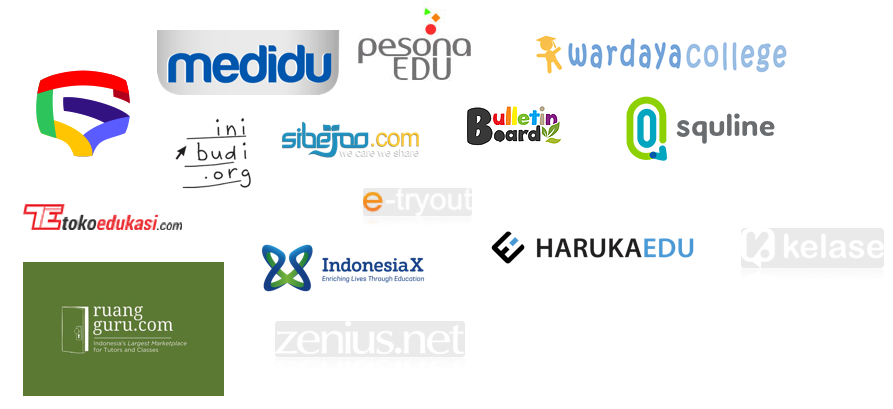 medidu
pesona
EDU
wardayacollege
ini
budi
.org
sibejoo.com
we care we share
Bulletin
Board
squline
TEtokoedukasi.com
e-tryout
IndonesiaX
Enriching Lives Through Education
HARUKAEDU
kelase
ruang
guru.com
Indonesia's Largest Marketplace
for Tutors and Classes
zenius.net